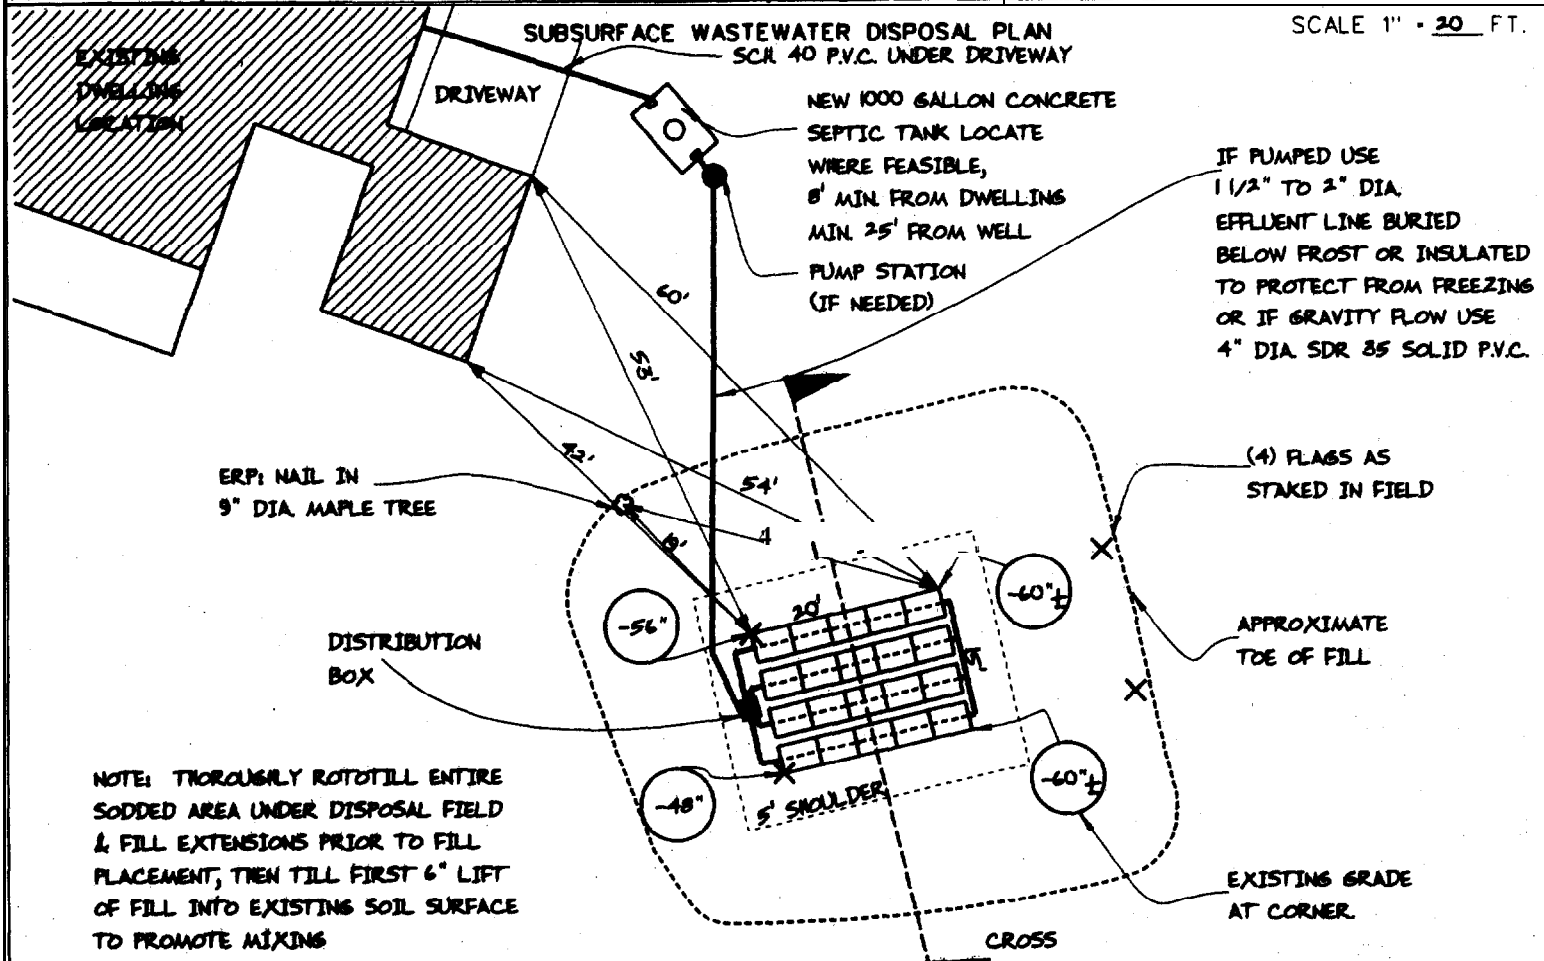 SUBSURFACE WASTEWATER DISPOSAL PLAN
SCALE 1" = 20 FT.
SCH. 40 P.V.C. UNDER DRIVEWAY
EXISTING
DWELLING
LOCATION
DRIVEWAY
NEW 1000 GALLON CONCRETE
SEPTIC TANK LOCATE
WHERE FEASIBLE,
8' MIN. FROM DWELLING
MIN. 25' FROM WELL
PUMP STATION
(IF NEEDED)
IF PUMPED USE
1 1/2" TO 2" DIA.
EFFLUENT LINE BURIED
BELOW FROST OR INSULATED
TO PROTECT FROM FREEZING
OR IF GRAVITY FLOW USE
4" DIA. SDR 35 SOLID P.V.C.
60'
53'
42'
54'
ERP: NAIL IN
9" DIA. MAPLE TREE
(4) FLAGS AS
STAKED IN FIELD
4
-56"
20'
-60"±
DISTRIBUTION
BOX
APPROXIMATE
TOE OF FILL
-48"
5' SHOULDER
-60"±
NOTE: THOROUGHLY ROTOTILL ENTIRE
SODDED AREA UNDER DISPOSAL FIELD
& FILL EXTENSIONS PRIOR TO FILL
PLACEMENT, THEN TILL FIRST 6" LIFT
OF FILL INTO EXISTING SOIL SURFACE
TO PROMOTE MIXING
EXISTING GRADE
AT CORNER
CROSS